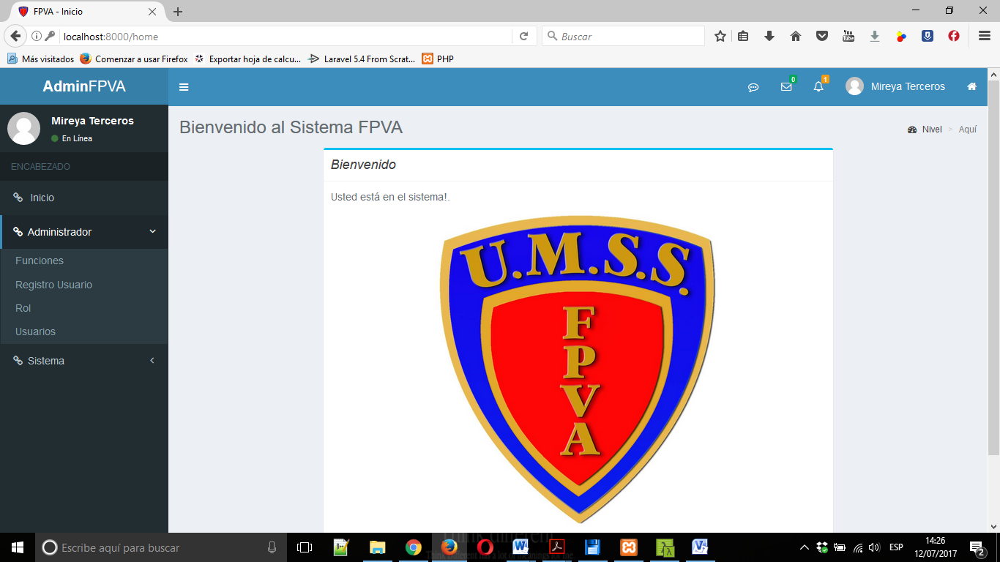 FPVA - Inicio
localhost:8000/home
Buscar
You Tube
Más visitados Comenzar a usar Firefox Exportar hoja de calcu... Laravel 5.4 From Scrat... PHP
AdminFPVA
0
1
Mireya Terceros
Mireya Terceros
En Línea
Bienvenido al Sistema FPVA
Nivel > Aquí
ENCABEZADO
Inicio
Administrador
Funciones
Registro Usuario
Rol
Usuarios
Sistema
Bienvenido
Usted está en el sistema!.
U.M.S.S.
F
P
V
A
Escribe aquí para buscar
ESP
14:26
12/07/2017
2